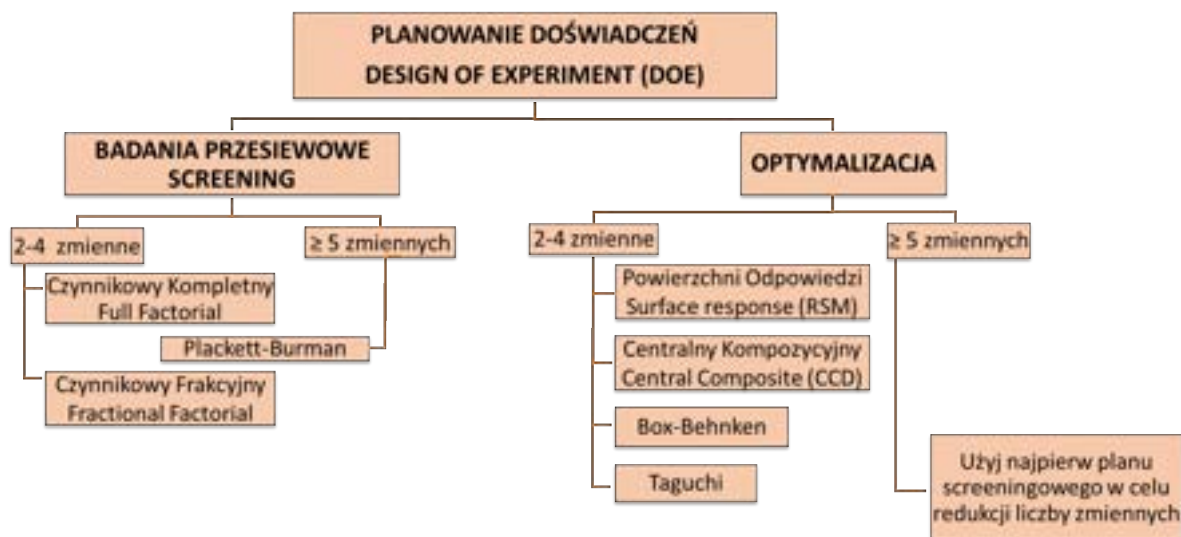 PLANOWANIE DOŚWIADCZEŃ
DESIGN OF EXPERIMENT (DOE)
BADANIA PRZESIEWOWE
SCREENING
OPTYMALIZACJA
2-4 zmienne
≥ 5 zmiennych
2-4 zmienne
≥ 5 zmiennych
Czynnikowy Kompletny
Full Factorial
Plackett-Burman
Czynnikowy Frakcyjny
Fractional Factorial
Powierzchni Odpowiedzi
Surface response (RSM)
Centralny Kompozycyjny
Central Composite (CCD)
Box-Behnken
Taguchi
Użyj najpierw planu
screeningowego w celu
redukcji liczby zmiennych